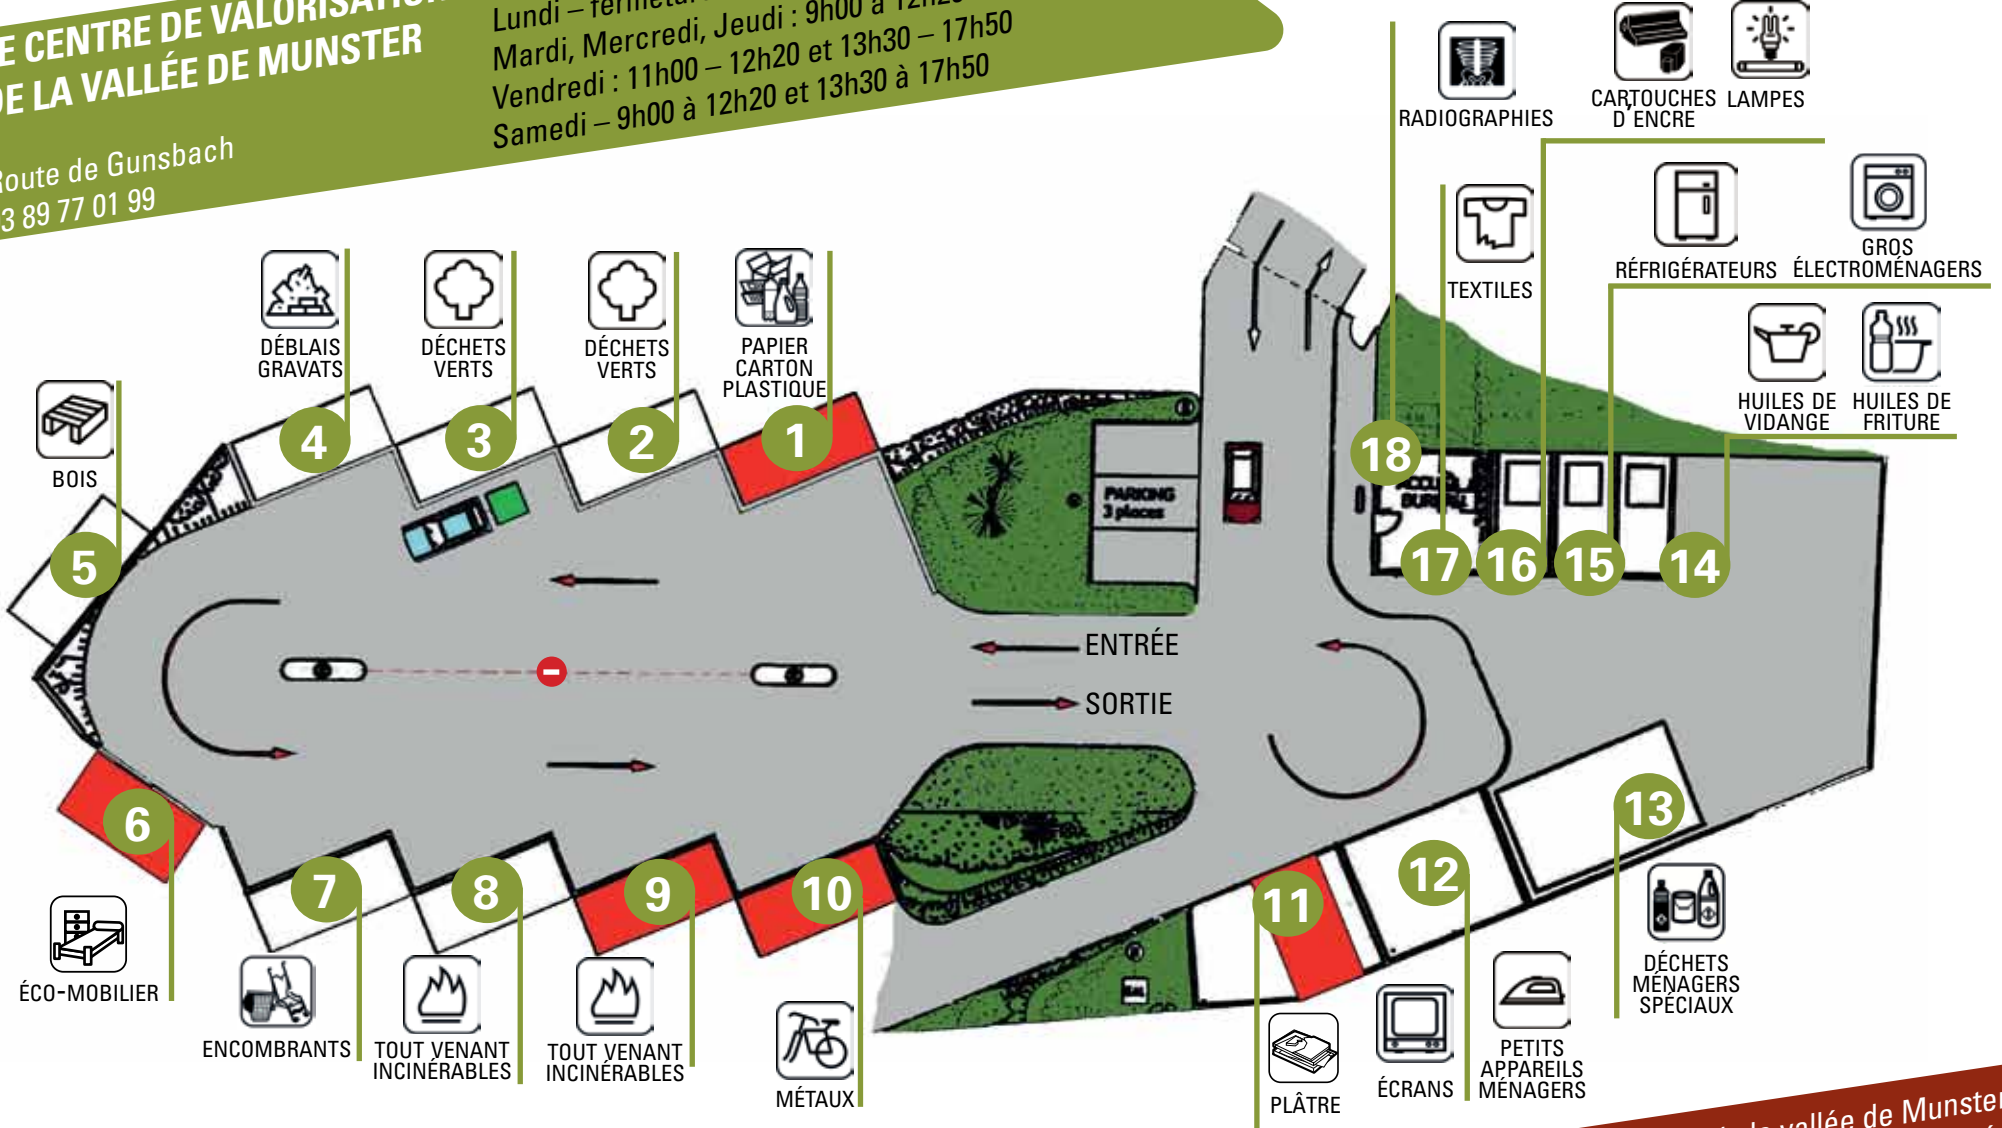 CENTRE DE VALORISATION
DE LA VALLÉE DE MUNSTER
Route de Gunsbach
3 89 77 01 99
Lundi –
Mardi, Mercredi, Jeudi : 9h00 à
Vendredi : 11h00 – 12h20 et 13h30 – 17h50
Samedi – 9h00 à 12h20 et 13h30 à 17h50
RADIOGRAPHIES
CARTOUCHES
D'ENCRE
LAMPES
TEXTILES
RÉFRIGÉRATEURS
GROS
ÉLECTROMÉNAGERS
HUILES DE
VIDANGE
HUILES DE
FRITURE
DÉBLAIS
GRAVATS
DÉCHETS
VERTS
DÉCHETS
VERTS
PAPIER
CARTON
PLASTIQUE
BOIS
4
3
2
1
5
18
ACCUEIL
BUREAU
PARKING
3 places
17
16
15
14
ENTRÉE
SORTIE
6
7
8
9
10
11
12
13
ÉCO-MOBILIER
ENCOMBRANTS
TOUT VENANT
INCINÉRABLES
TOUT VENANT
INCINÉRABLES
MÉTAUX
PLÂTRE
ÉCRANS
PETITS
APPAREILS
MÉNAGERS
DÉCHETS
MÉNAGERS
SPÉCIAUX
vallée de Munster